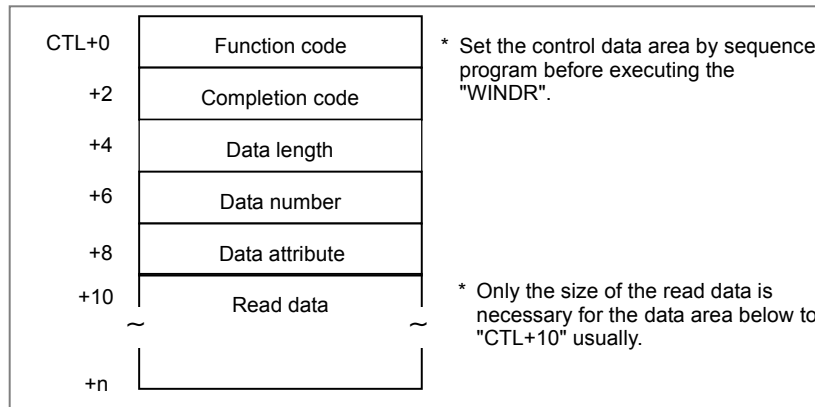 CTL+0 Function code
* Set the control data area by sequence
program before executing the
"WINDR".
+2 Completion code
+4 Data length
+6 Data number
+8 Data attribute
+10 Read data
* Only the size of the read data is
necessary for the data area below to
"CTL+10" usually.
~ ~
+n